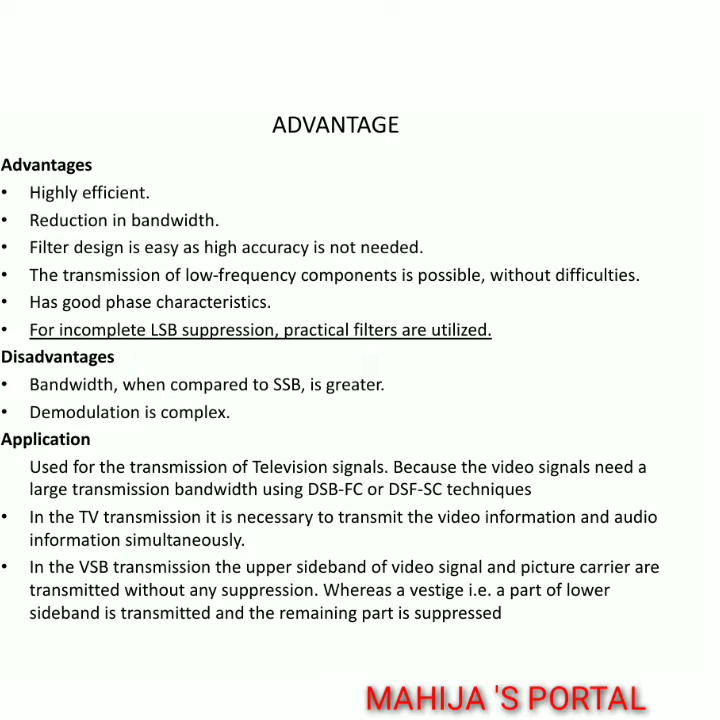 ADVANTAGE
Advantages
• Highly efficient.
• Reduction in bandwidth.
• Filter design is easy as high accuracy is not needed.
• The transmission of low-frequency components is possible, without difficulties.
• Has good phase characteristics.
• For incomplete LSB suppression, practical filters are utilized.
Disadvantages
• Bandwidth, when compared to SSB, is greater.
• Demodulation is complex.
Application
Used for the transmission of Television signals. Because the video signals need a
large transmission bandwidth using DSB-FC or DSF-SC techniques
• In the TV transmission it is necessary to transmit the video information and audio
information simultaneously.
• In the VSB transmission the upper sideband of video signal and picture carrier are
transmitted without any suppression. Whereas a vestige i.e. a part of lower
sideband is transmitted and the remaining part is suppressed
MAHIJA 'S PORTAL